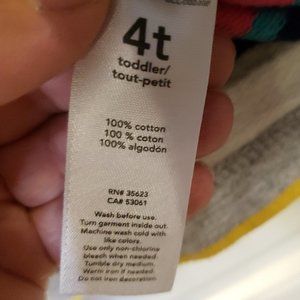 4t
toddler/
tout-petit
100% cotton
100 % coton
100% algodón
RN# 35623
CA# 53061
Wash before use.
Turn garment inside out.
Machine wash cold with
like colors.
Use only non-chlorine
bleach when needed.
Tumble dry medium.
Warm iron if needed.
Do not iron decoration.